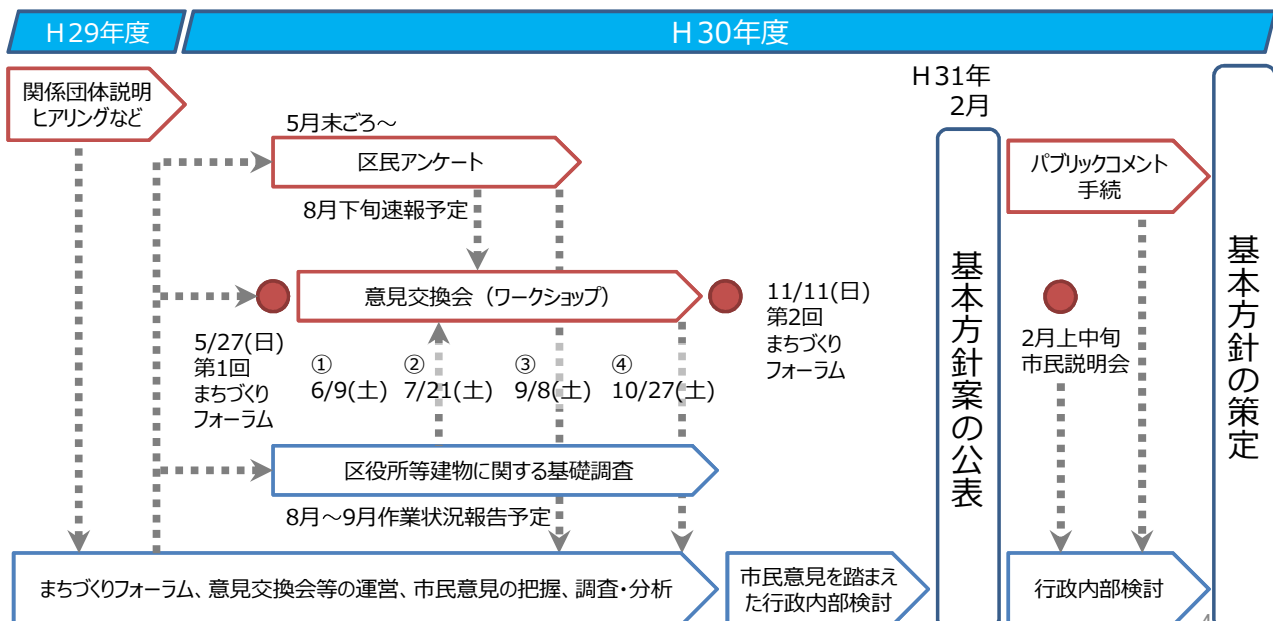 H29年度
H30年度
関係団体説明
ヒアリングなど
H31年
2月
5月末ごろ～
区民アンケート
8月下旬速報予定
パブリックコメント
手続
意見交換会（ワークショップ）
5/27(日)
第1回
まちづくり
フォーラム
①
6/9(土)
②
7/21(土)
③
9/8(土)
④
10/27(土)
11/11(日)
第2回
まちづくり
フォーラム
基本方針案の公表
2月上中旬
市民説明会
基本方針の策定
区役所等建物に関する基礎調査
8月～9月作業状況報告予定
まちづくりフォーラム、意見交換会等の運営、市民意見の把握、調査・分析
市民意見を踏まえ
た行政内部検討
行政内部検討
4